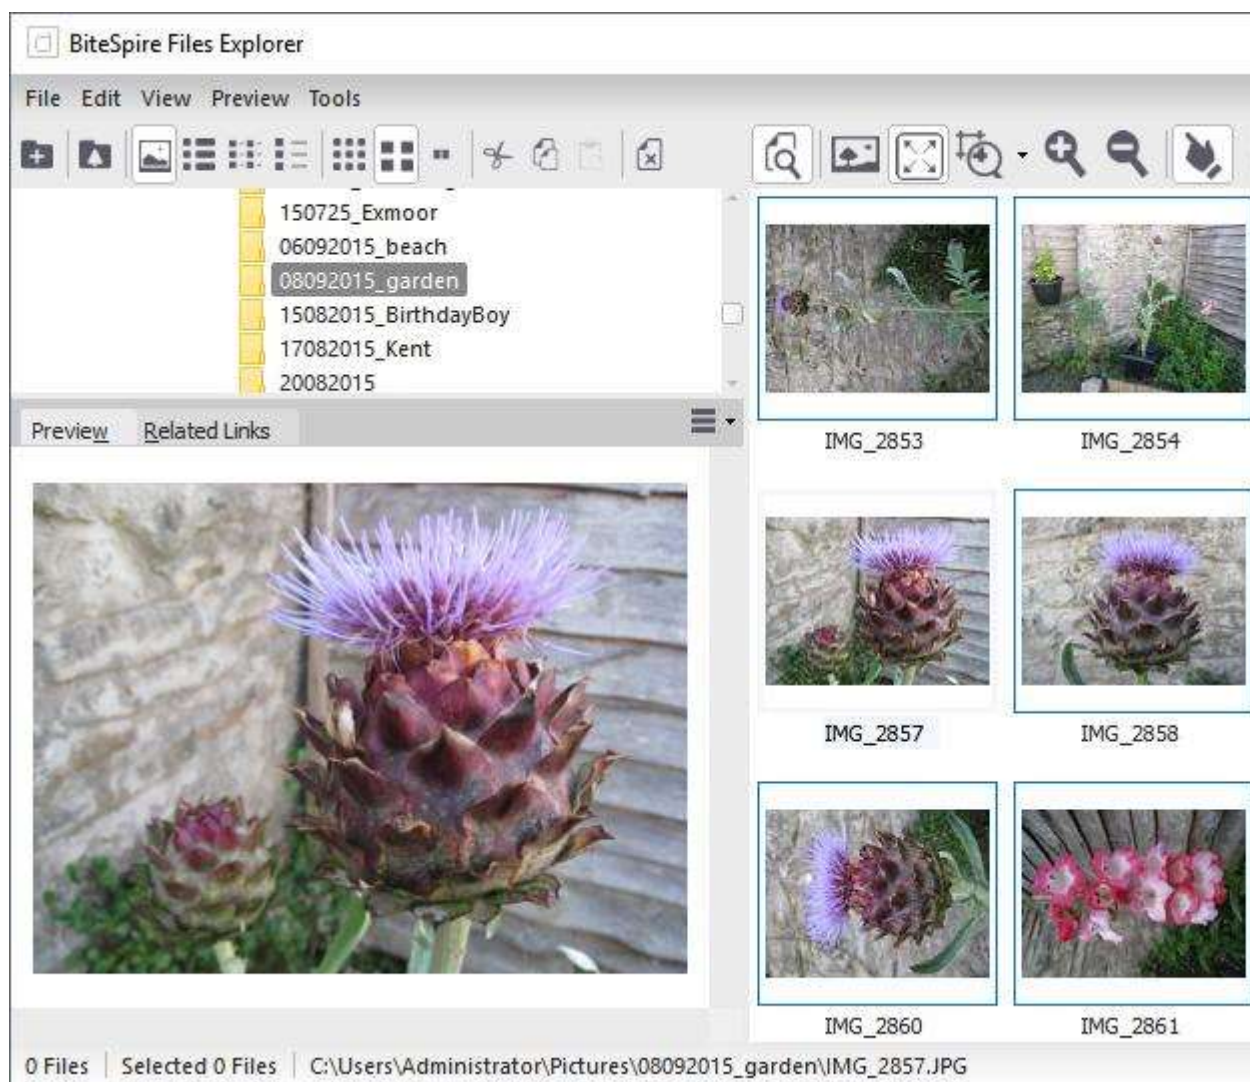 BiteSpire Files Explorer
File Edit View Preview Tools
150725_Exmoor
06092015_beach
08092015_garden
15082015_BirthdayBoy
17082015_Kent
20082015
Preview Related Links
IMG_2853 IMG_2854
IMG_2857 IMG_2858
IMG_2860 IMG_2861
0 Files Selected 0 Files C:\Users\Administrator\Pictures\08092015_garden\IMG_2857.JPG